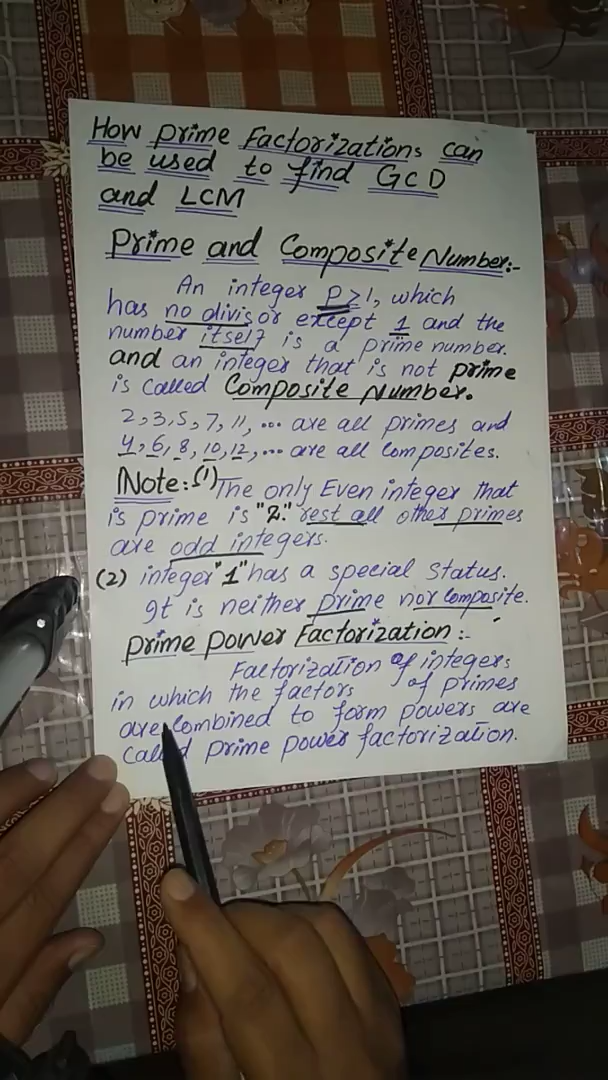 How prime Factorizations can
be used to find GCD
and LCM
Prime and Composite Number:-
An integer P>1, which
has no divisor except 1 and the
number itself is a prime number.
and an integer that is not prime
is called Composite Number.
2,3,5,7,11,... are all primes and
4,6,8,10,12,... are all Composites.
Note:- (1) The only Even integer that
is prime is "2." rest all other primes
are odd integers.
(2) integer "1" has a special status.
It is neither prime nor composite.
Prime power Factorization:-
Factorization of integers
in which the factors of primes
are combined to form powers are
called prime power factorization.